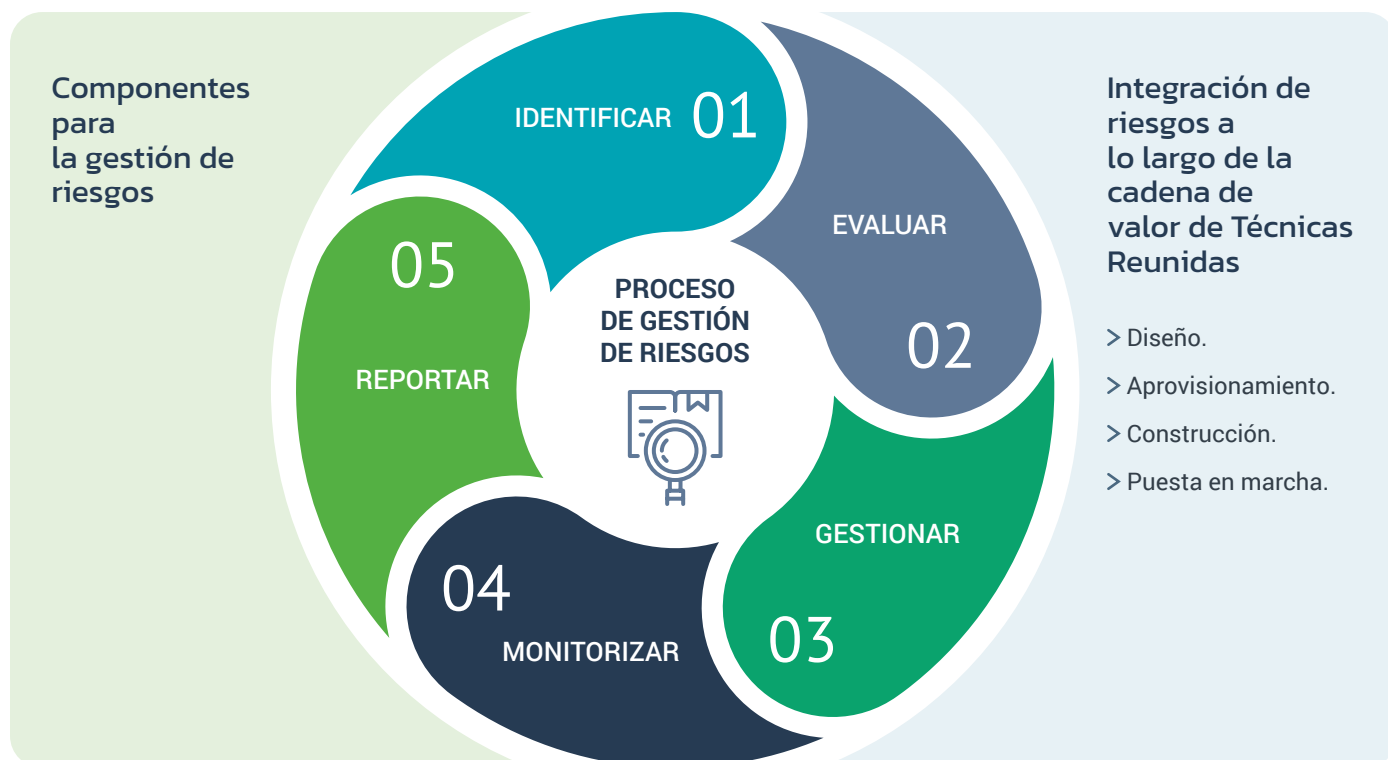 Componentes
para
la gestión de
riesgos
IDENTIFICAR 01
EVALUAR
02
GESTIONAR
03
04
MONITORIZAR
05
REPORTAR
PROCESO
DE GESTIÓN
DE RIESGOS
Integración de
riesgos a
lo largo de la
cadena de
valor de Técnicas
Reunidas
> Diseño.
> Aprovisionamiento.
> Construcción.
> Puesta en marcha.